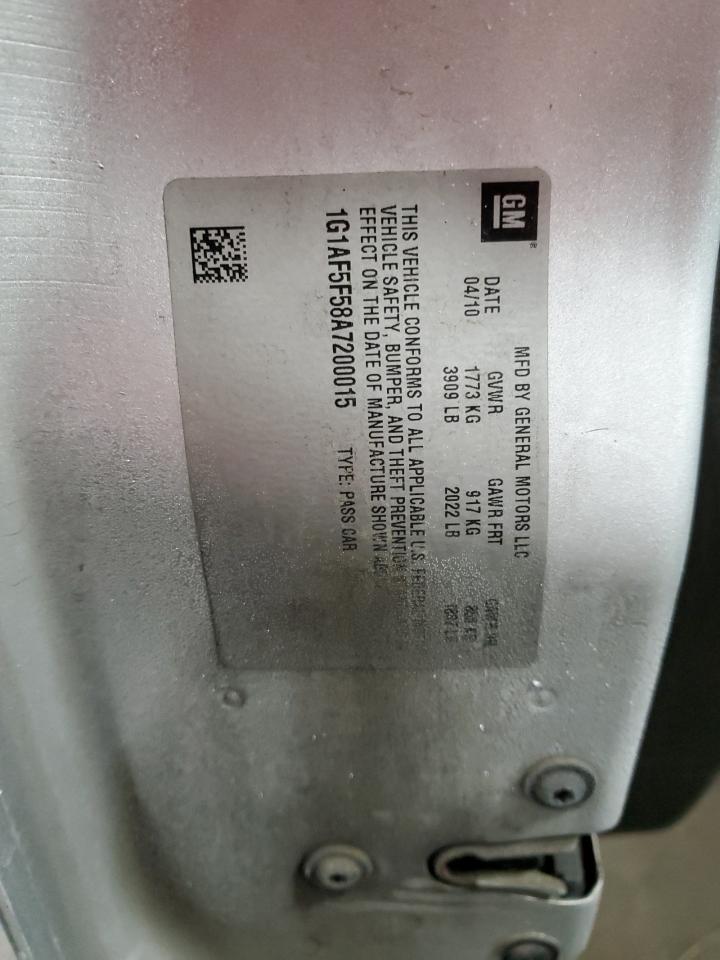 GM
MFD BY GENERAL MOTORS LLC
DATE GVWR GAWR FRT
04/10 1773 KG 917 KG
3909 LB 2022 LB
THIS VEHICLE CONFORMS TO ALL APPLICABLE U.S. FEDERAL
VEHICLE SAFETY, BUMPER, AND THEFT PREVENTION
EFFECT ON THE DATE OF MANUFACTURE SHOWN
1G1AF5F58A7200015 TYPE: PASS CAR